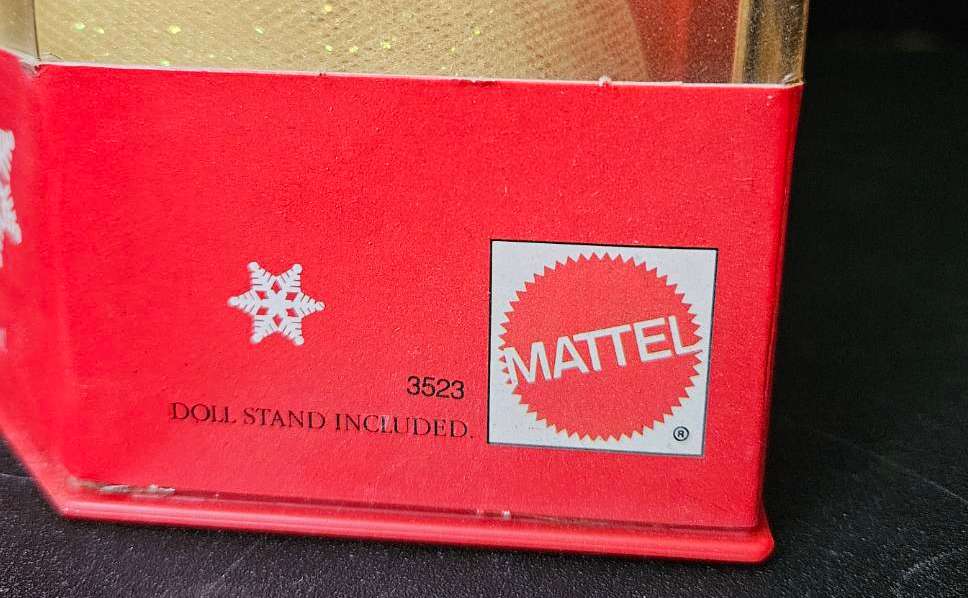 MATTEL
®
3523
DOLL STAND INCLUDED.